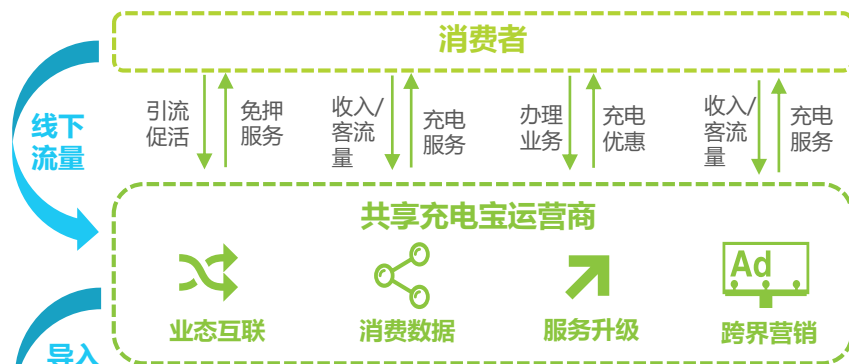 消费者
线下
流量
引流
促活
免押
服务
收入/
客流
量
充电
服务
办理
业务
充电
优惠
收入/
客流
量
充电
服务
共享充电宝运营商
Ad
业态互联
消费数据
服务升级
跨界营销
导入